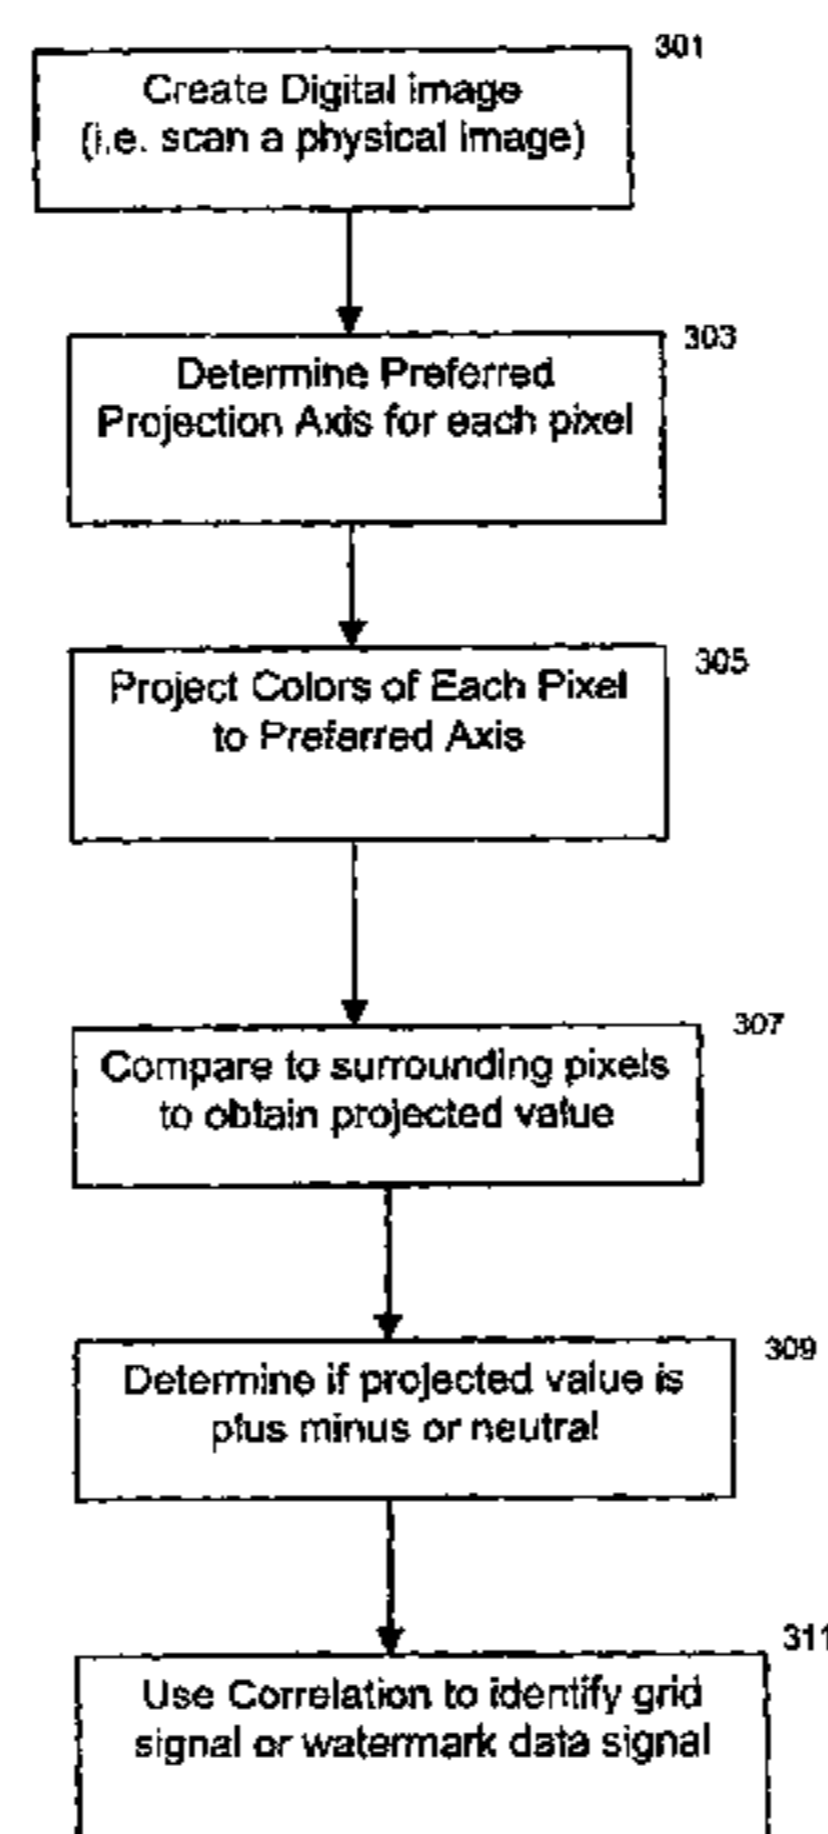 301
Create Digital image
(i.e. scan a physical image)
303
Determine Preferred
Projection Axis for each pixel
305
Project Colors of Each Pixel
to Preferred Axis
307
Compare to surrounding pixels
to obtain projected value
309
Determine if projected value is
plus minus or neutral
311
Use Correlation to identify grid
signal or watermark data signal